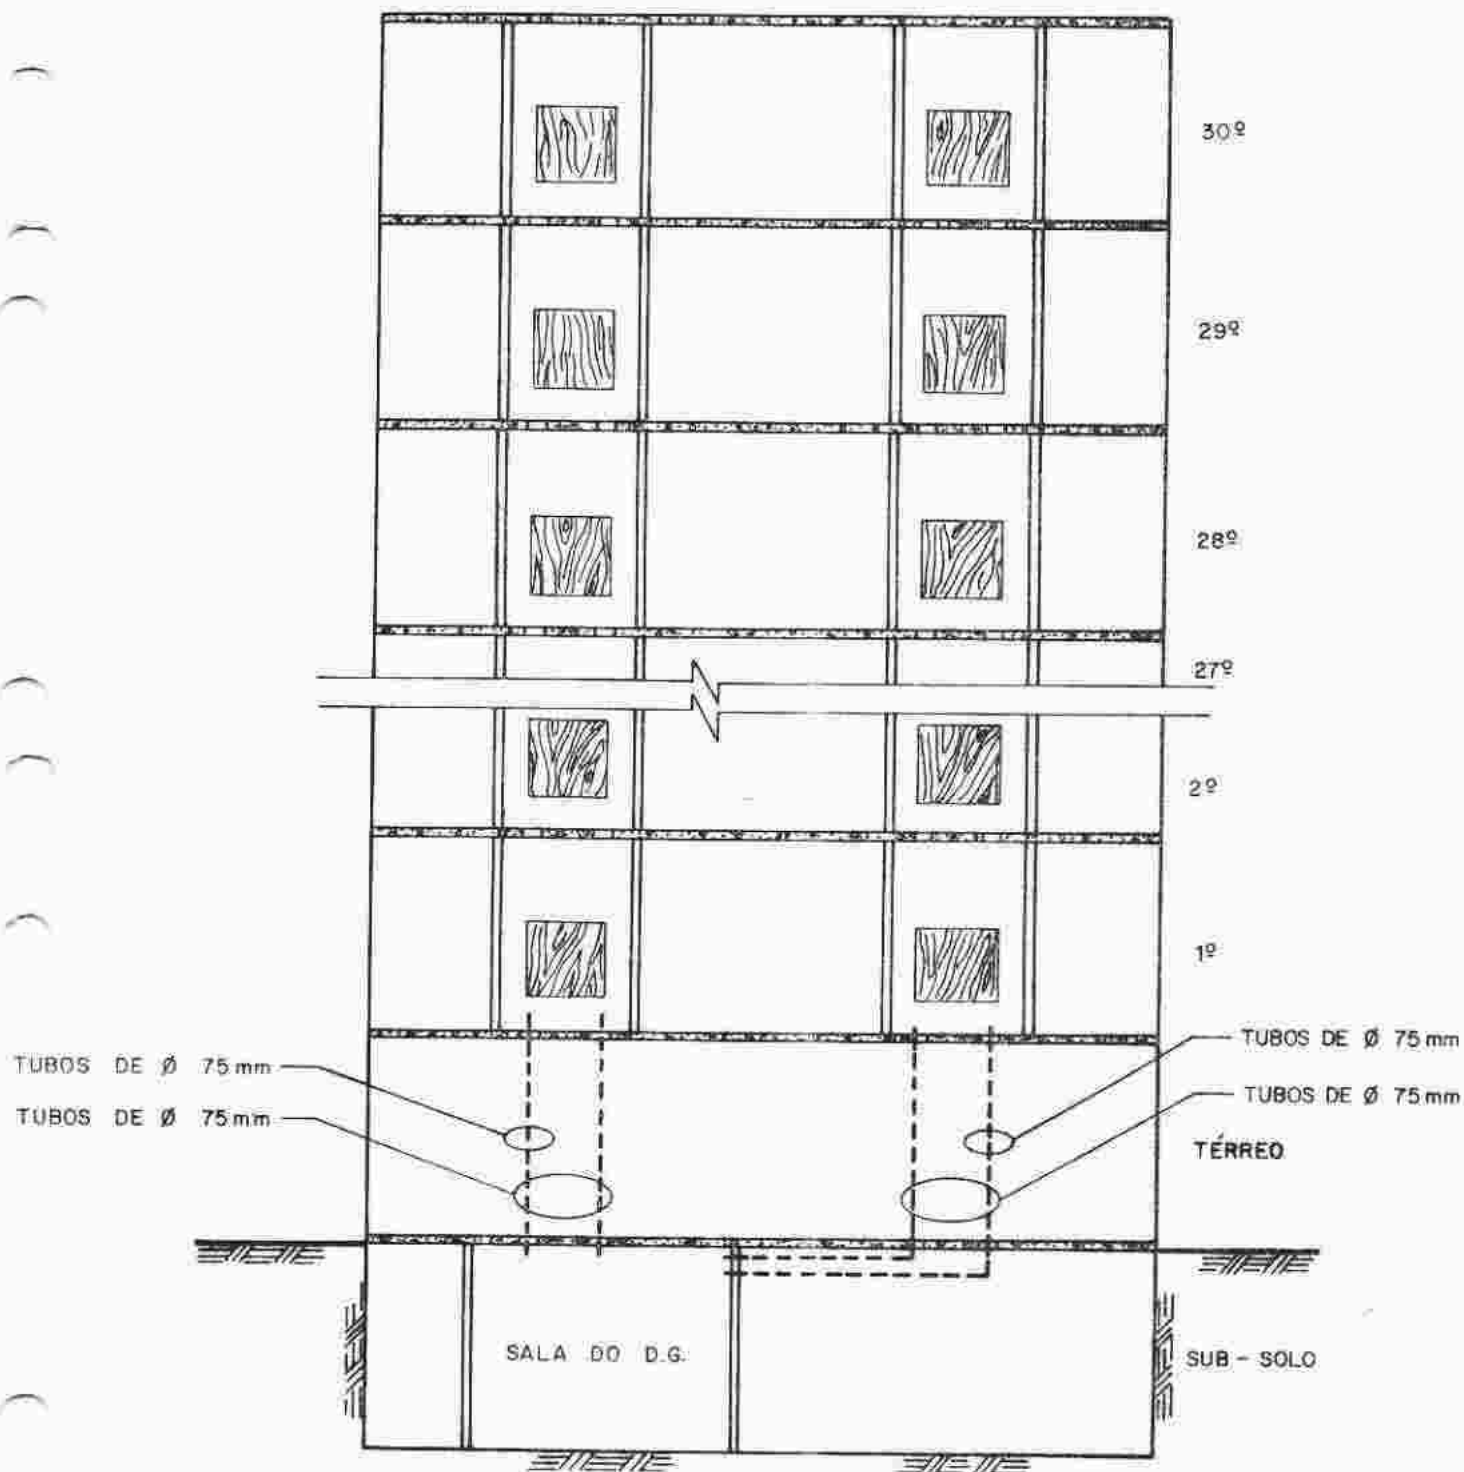 30º
29º
28º
27º
2º
1º
TUBOS DE Ø 75 mm
TUBOS DE Ø 75 mm
TUBOS DE Ø 75 mm
TUBOS DE Ø 75 mm
TÉRREO
SALA DO D.G.
SUB - SOLO